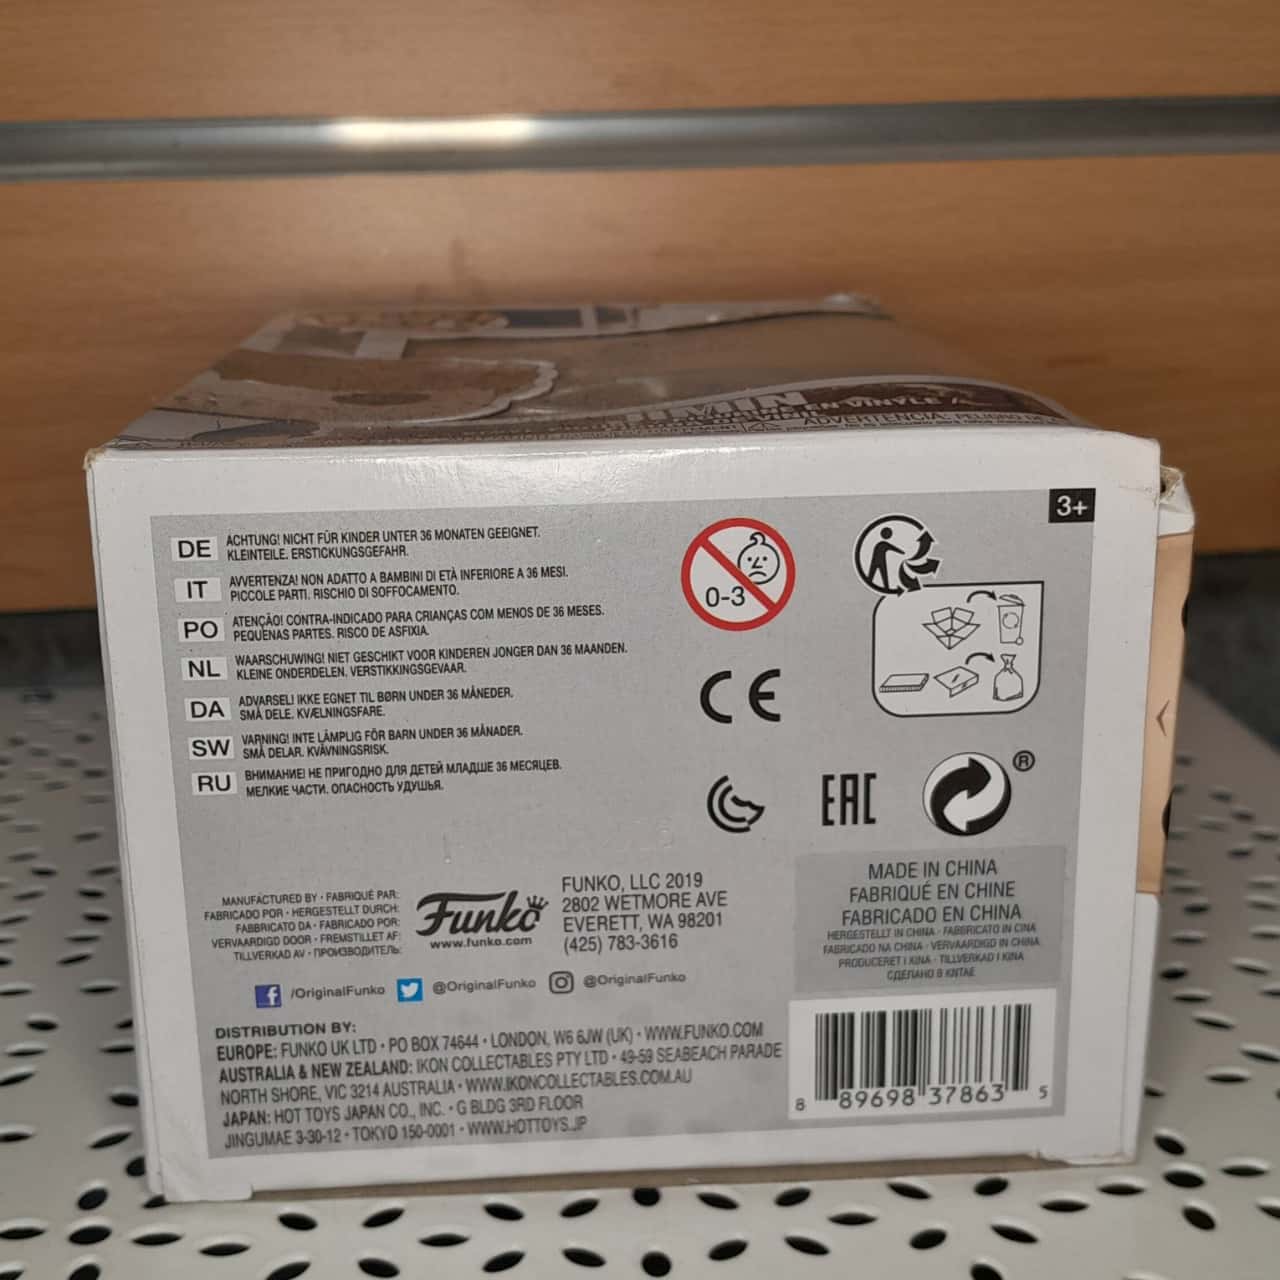 EN VINYLE /
ADVERTENCIA: PELIGRO DE
3+
DE
ACHTUNG! NICHT FÜR KINDER UNTER 36 MONATEN GEEIGNET.
KLEINTEILE. ERSTICKUNGSGEFAHR.
IT
AVVERTENZA! NON ADATTO A BAMBINI DI ETÀ INFERIORE A 36 MESI.
PICCOLE PARTI. RISCHIO DI SOFFOCAMENTO.
PO
ATENÇÃO! CONTRA-INDICADO PARA CRIANÇAS COM MENOS DE 36 MESES.
PEQUENAS PARTES. RISCO DE ASFIXIA.
NL
WAARSCHUWING! NIET GESCHIKT VOOR KINDEREN JONGER DAN 36 MAANDEN.
KLEINE ONDERDELEN. VERSTIKKINGSGEVAAR.
DA
ADVARSEL! IKKE EGNET TIL BØRN UNDER 36 MÅNEDER.
SMÅ DELE. KVÆLNINGSFARE.
SW
VARNING! INTE LÄMPLIG FÖR BARN UNDER 36 MÅNADER.
SMÅ DELAR. KVÄVNINGSRISK.
RU
ВНИМАНИЕ! НЕ ПРИГОДНО ДЛЯ ДЕТЕЙ МЛАДШЕ 36 МЕСЯЦЕВ.
МЕЛКИЕ ЧАСТИ. ОПАСНОСТЬ УДУШЬЯ.
0-3
CE
EAC
®
MANUFACTURED BY · FABRIQUÉ PAR:
FABRICADO POR · HERGESTELLT DURCH:
FABBRICATO DA · FABRICADO POR:
VERVAARDIGD DOOR · FREMSTILLET AF:
TILLVERKAD AV · ПРОИЗВОДИТЕЛЬ:
Funko
www.funko.com
FUNKO, LLC 2019
2802 WETMORE AVE
EVERETT, WA 98201
(425) 783-3616
/OriginalFunko
@OriginalFunko
@OriginalFunko
MADE IN CHINA
FABRIQUÉ EN CHINE
FABRICADO EN CHINA
HERGESTELLT IN CHINA · FABBRICATO IN CINA
FABRICADO NA CHINA · VERVAARDIGD IN CHINA
PRODUCERET I KINA · TILLVERKAD I KINA
СДЕЛАНО В КИТАЕ
DISTRIBUTION BY:
EUROPE: FUNKO UK LTD · PO BOX 74644 · LONDON, W6 6JW (UK) · WWW.FUNKO.COM
AUSTRALIA & NEW ZEALAND: IKON COLLECTABLES PTY LTD · 49-59 SEABEACH PARADE
NORTH SHORE, VIC 3214 AUSTRALIA · WWW.IKONCOLLECTABLES.COM.AU
JAPAN: HOT TOYS JAPAN CO., INC. · G BLDG 3RD FLOOR
JINGUMAE 3-30-12 · TOKYO 150-0001 · WWW.HOTTOYS.JP
8 89698 37863 5